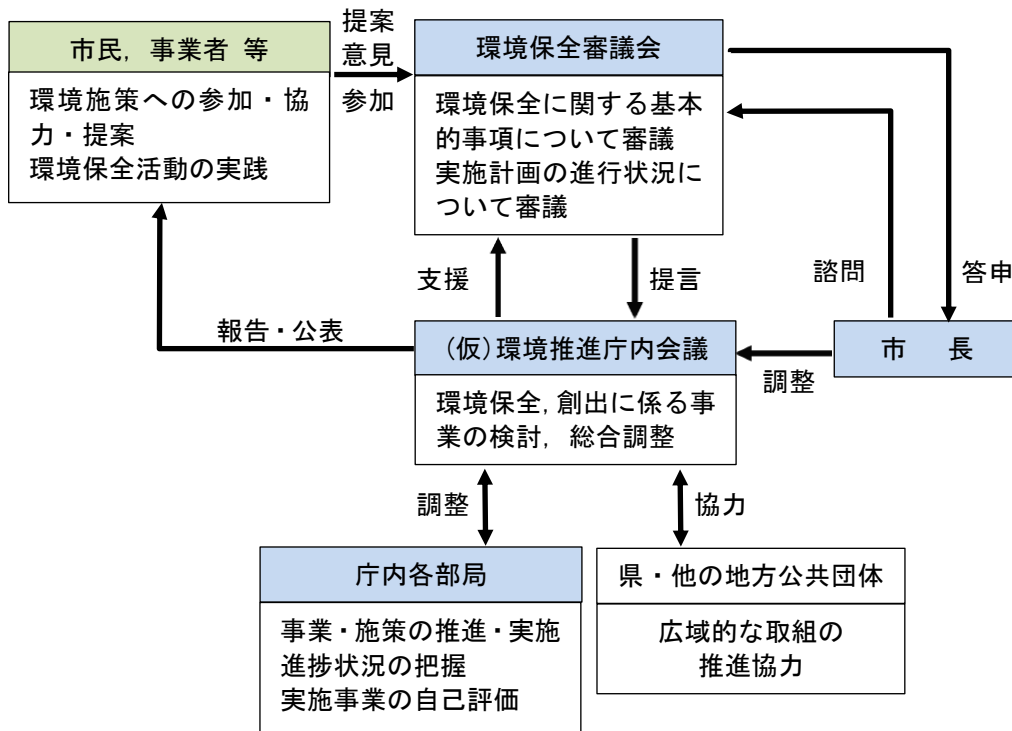 市民，事業者 等
環境施策への参加・協
力・提案
環境保全活動の実践
提案
意見
参加
環境保全審議会
環境保全に関する基本
的事項について審議
実施計画の進行状況に
ついて審議
支援
提言
諮問
答申
報告・公表
(仮)環境推進庁内会議
環境保全,創出に係る事
業の検討，総合調整
調整
市　長
調整
協力
庁内各部局
事業・施策の推進・実施
進捗状況の把握
実施事業の自己評価
県・他の地方公共団体
広域的な取組の
推進協力